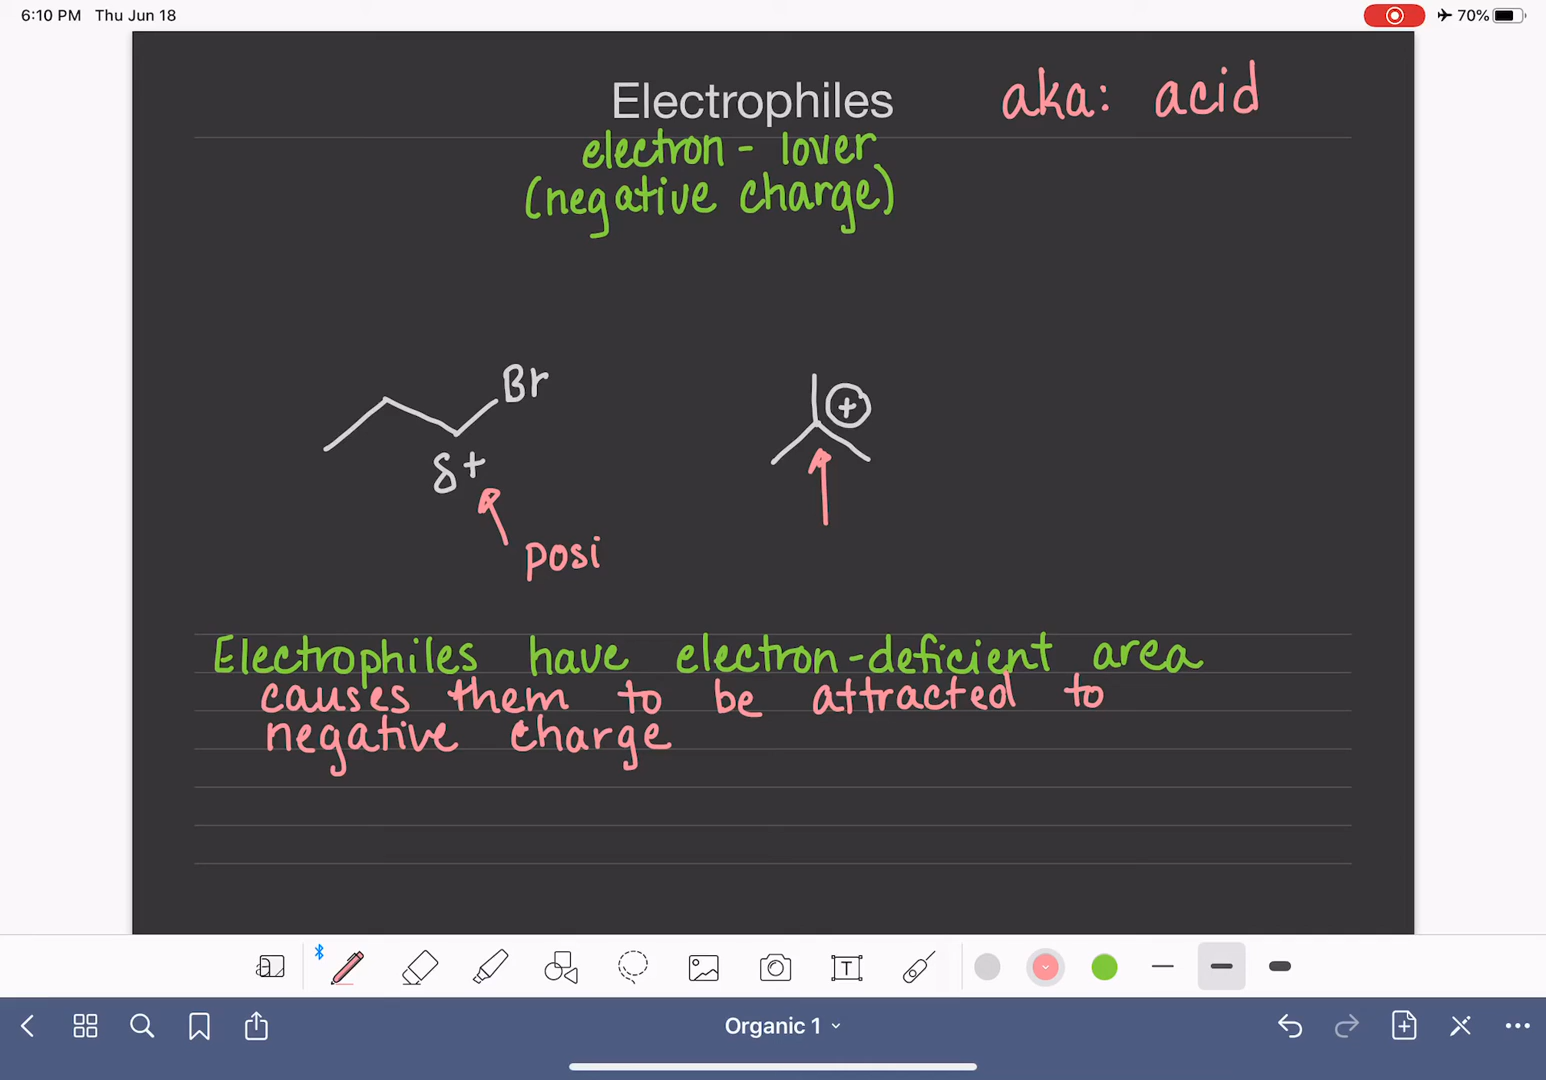 6:10 PM Thu Jun 18
70%
Electrophiles aka: acid
electron - lover
(negative charge)
Br
δ+
+
posi
Electrophiles have electron-deficient area
causes them to be attracted to
negative charge
T
Organic 1